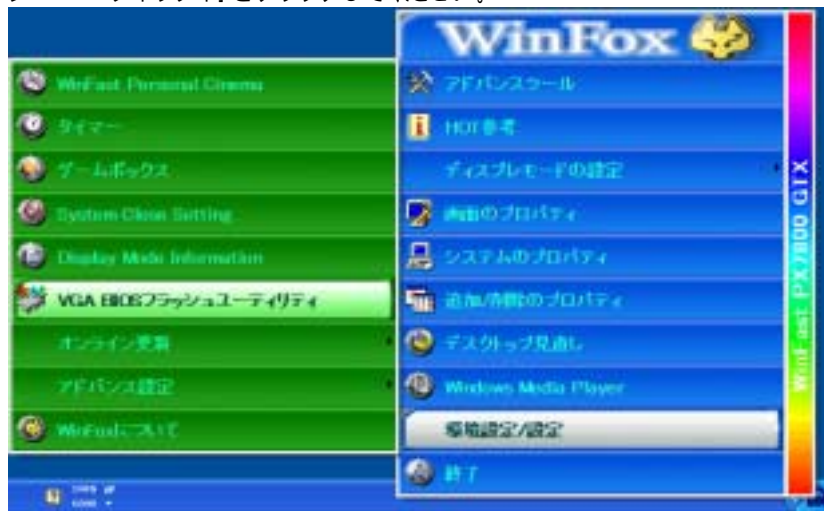 WinFox
WinFast Personal Cinema
タイマー
ゲームボックス
System Close Setting
Display Mode Information
VGA BIOSフラッシュユーティリティ
オンライン更新
アドバンス設定
WinFoxについて
アドバンスツール
HOT参考
ディスプレモードの設定
画面のプロパティ
システムのプロパティ
追加/削除のプロパティ
デスクトップ見直し
Windows Media Player
環境設定/設定
終了
WinFast PX7800 GTX